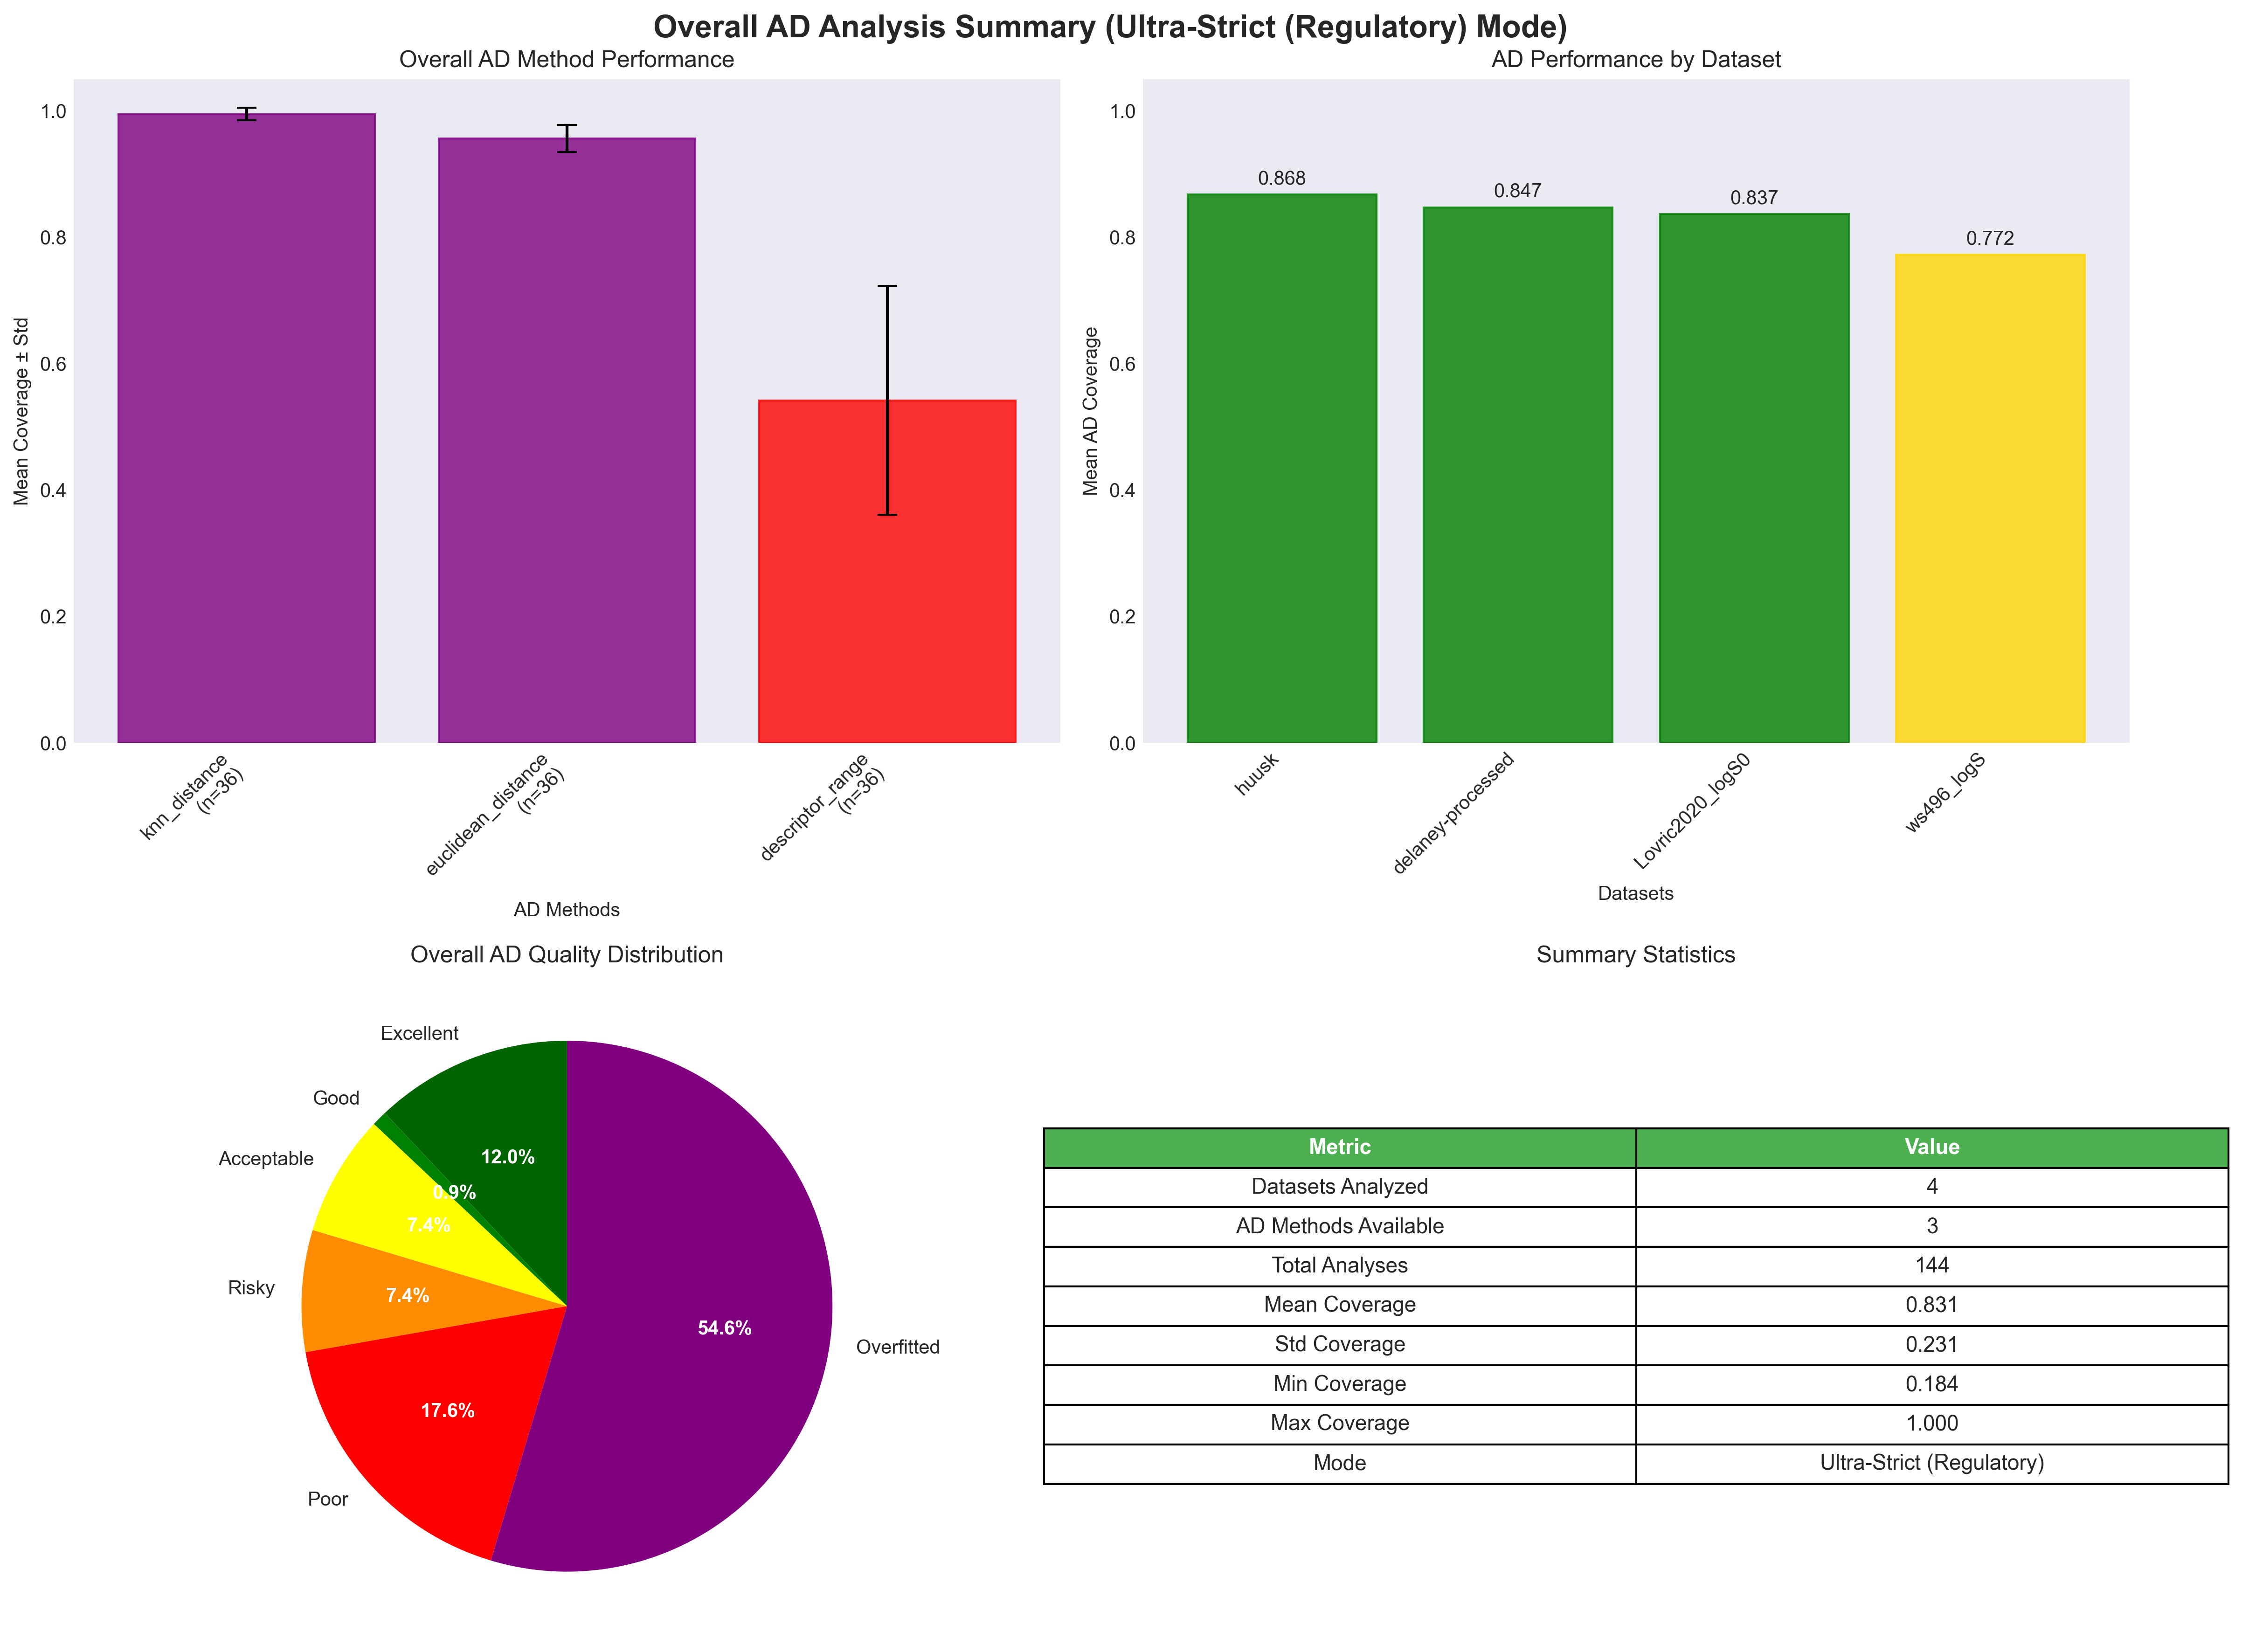 Overall AD Analysis Summary (Ultra-Strict (Regulatory) Mode)
Overall AD Method Performance
Mean Coverage ± Std
1.0
0.8
0.6
0.4
0.2
0.0
knn_distance
(n=36)
euclidean_distance
(n=36)
descriptor_range
(n=36)
AD Methods
AD Performance by Dataset
Mean AD Coverage
1.0
0.8
0.6
0.4
0.2
0.0
0.868
0.847
0.837
0.772
huusk
delaney-processed
Lovric2020_logS0
ws496_logS
Datasets
Overall AD Quality Distribution
Excellent
12.0%
Good
0.9%
Acceptable
7.4%
Risky
7.4%
Poor
17.6%
Overfitted
54.6%
Summary Statistics
Metric Value
Datasets Analyzed 4
AD Methods Available 3
Total Analyses 144
Mean Coverage 0.831
Std Coverage 0.231
Min Coverage 0.184
Max Coverage 1.000
Mode Ultra-Strict (Regulatory)